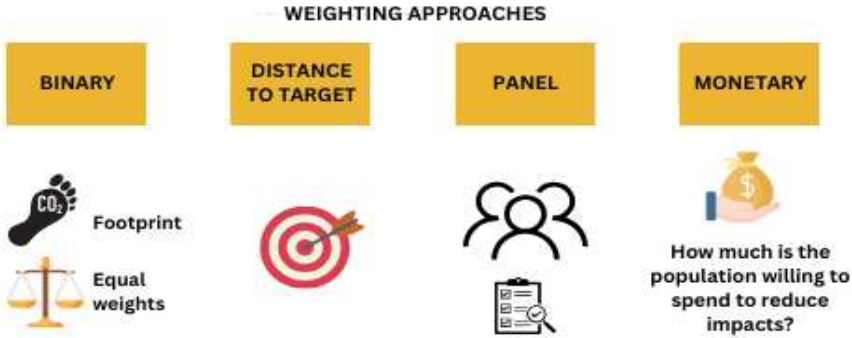 WEIGHTING APPROACHES
BINARY
DISTANCE
TO TARGET
PANEL
MONETARY
CO₂
Footprint
Equal
weights
$
How much is the
population willing to
spend to reduce
impacts?